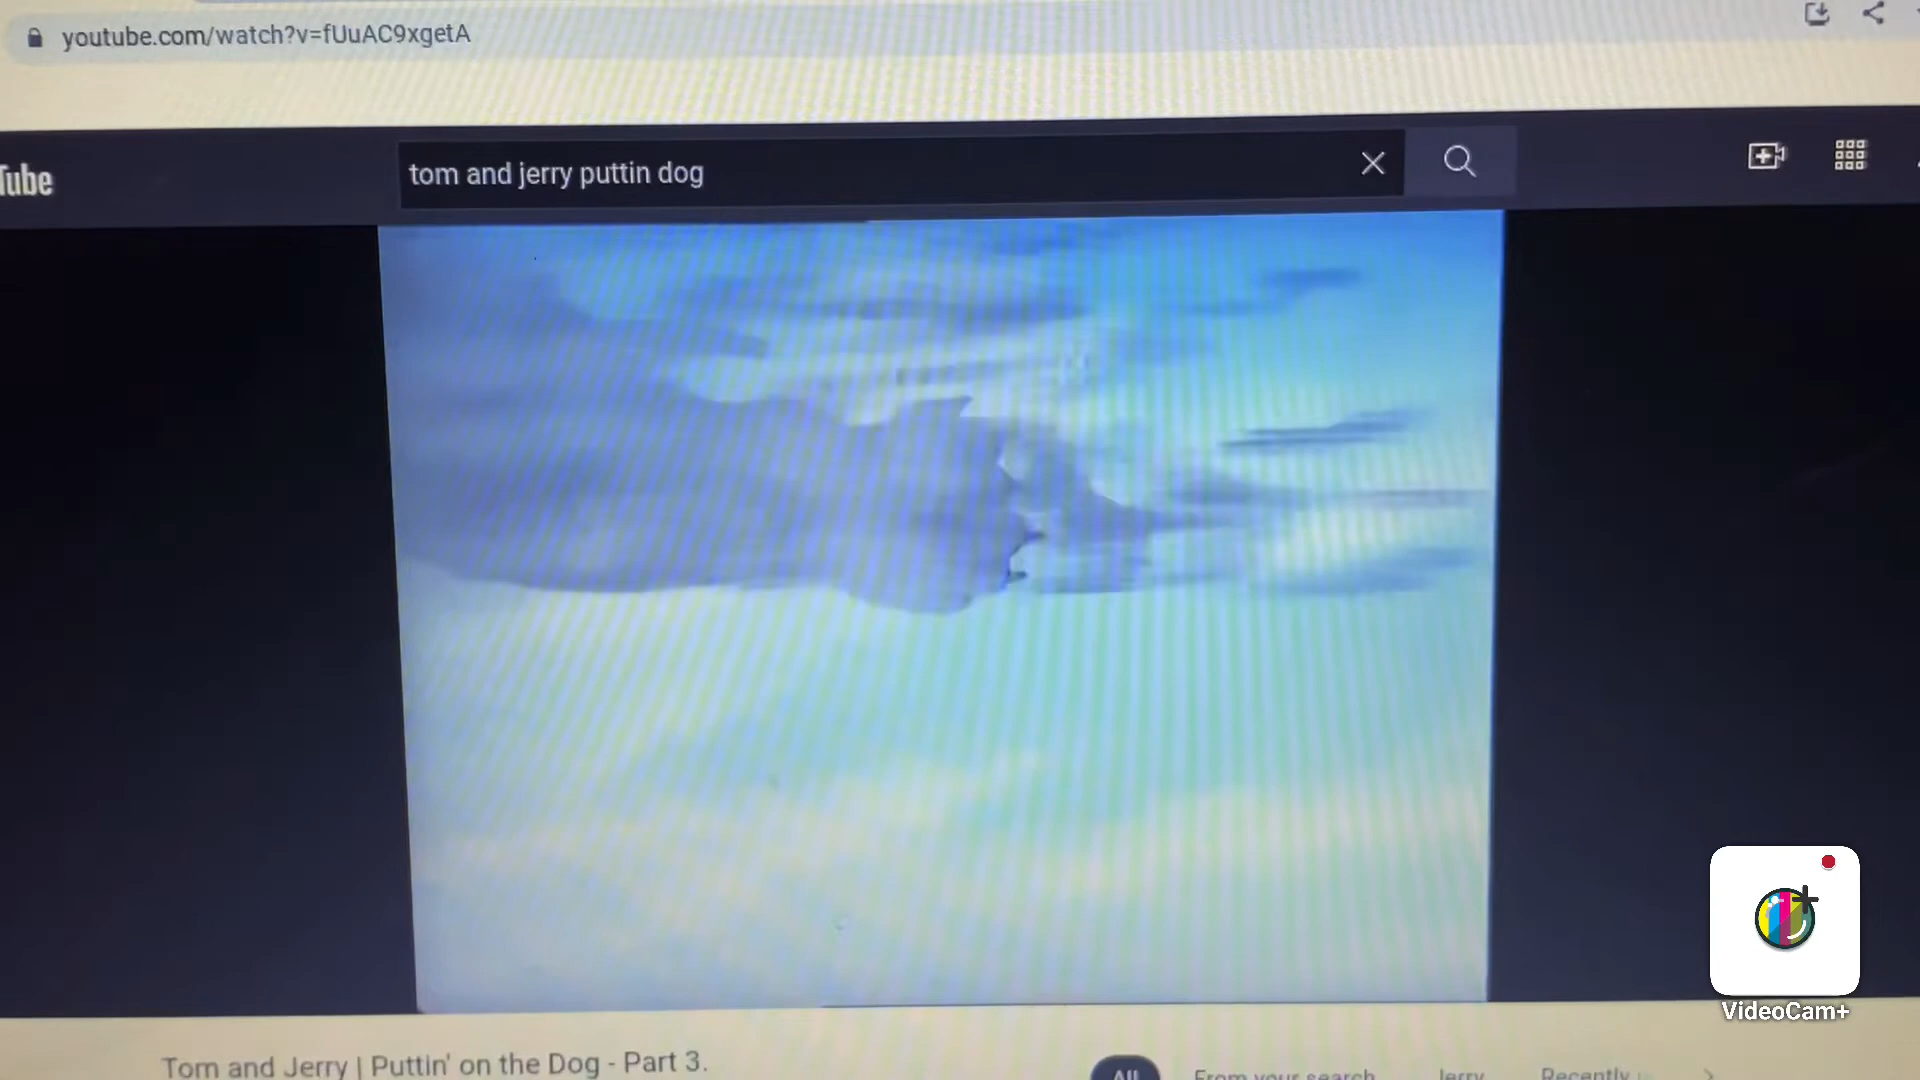 youtube.com/watch?v=fUuAC9xgetA
Tube
tom and jerry puttin dog
VideoCam+
Tom and Jerry | Puttin' on the Dog - Part 3.
All From your search Jerry Recently